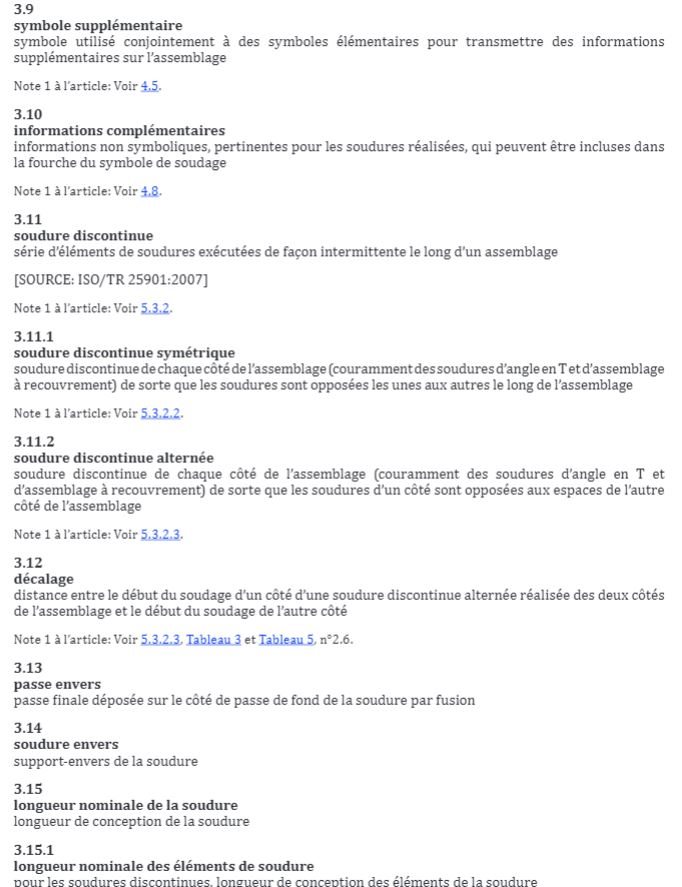 3.9
symbole supplémentaire
symbole utilisé conjointement à des symboles élémentaires pour transmettre des informations
supplémentaires sur l'assemblage
Note 1 à l'article: Voir 4.5.
3.10
informations complémentaires
informations non symboliques, pertinentes pour les soudures réalisées, qui peuvent être incluses dans
la fourche du symbole de soudage
Note 1 à l'article: Voir 4.8.
3.11
soudure discontinue
série d'éléments de soudures exécutées de façon intermittente le long d'un assemblage
[SOURCE: ISO/TR 25901:2007]
Note 1 à l'article: Voir 5.3.2.
3.11.1
soudure discontinue symétrique
soudure discontinue de chaque côté de l'assemblage (couramment des soudures d'angle en T et d'assemblage
à recouvrement) de sorte que les soudures sont opposées les unes aux autres le long de l'assemblage
Note 1 à l'article: Voir 5.3.2.2.
3.11.2
soudure discontinue alternée
soudure discontinue de chaque côté de l'assemblage (couramment des soudures d'angle en T et
d'assemblage à recouvrement) de sorte que les soudures d'un côté sont opposées aux espaces de l'autre
côté de l'assemblage
Note 1 à l'article: Voir 5.3.2.3.
3.12
décalage
distance entre le début du soudage d'un côté d'une soudure discontinue alternée réalisée des deux côtés
de l'assemblage et le début du soudage de l'autre côté
Note 1 à l'article: Voir 5.3.2.3, Tableau 3 et Tableau 5, n°2.6.
3.13
passe envers
passe finale déposée sur le côté de passe de fond de la soudure par fusion
3.14
soudure envers
support-envers de la soudure
3.15
longueur nominale de la soudure
longueur de conception de la soudure
3.15.1
longueur nominale des éléments de soudure
pour les soudures discontinues, longueur de conception des éléments de la soudure